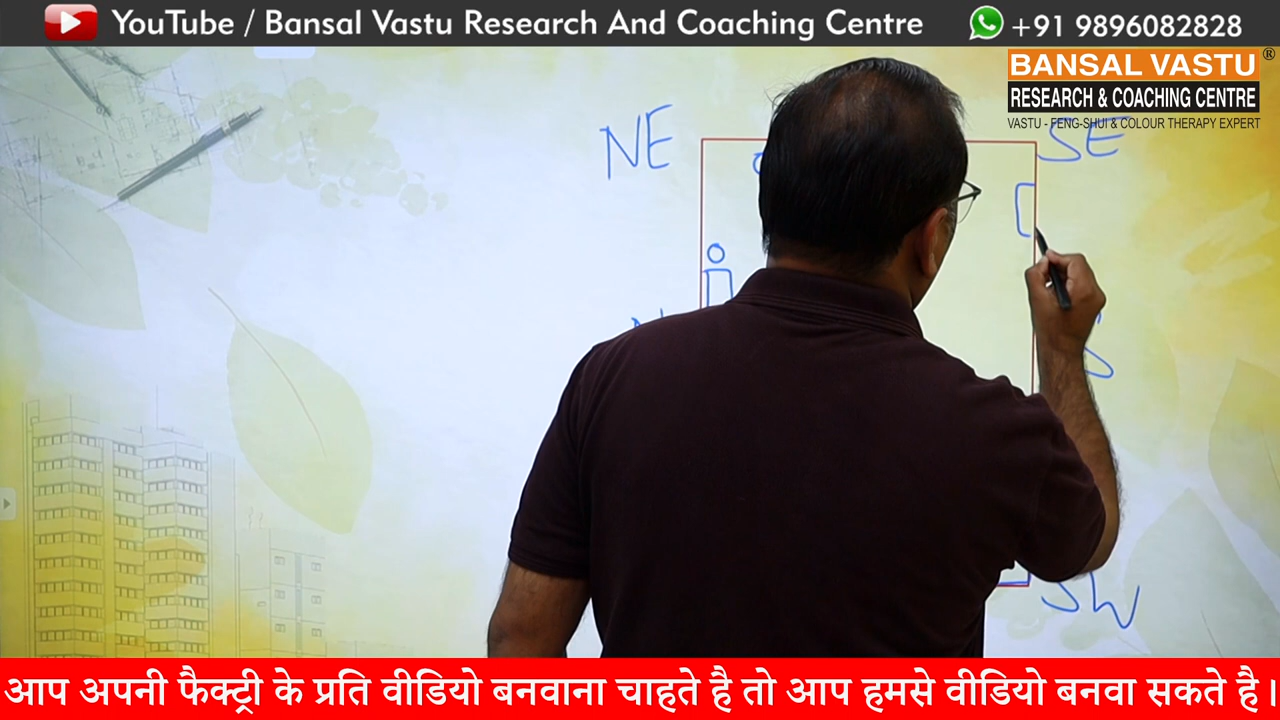 YouTube / Bansal Vastu Research And Coaching Centre
+91 9896082828
BANSAL VASTU®
RESEARCH & COACHING CENTRE
VASTU - FENG-SHUI & COLOUR THERAPY EXPERT
NE
SE
S
SW
आप अपनी फैक्ट्री के प्रति वीडियो बनवाना चाहते है तो आप हमसे वीडियो बनवा सकते है।